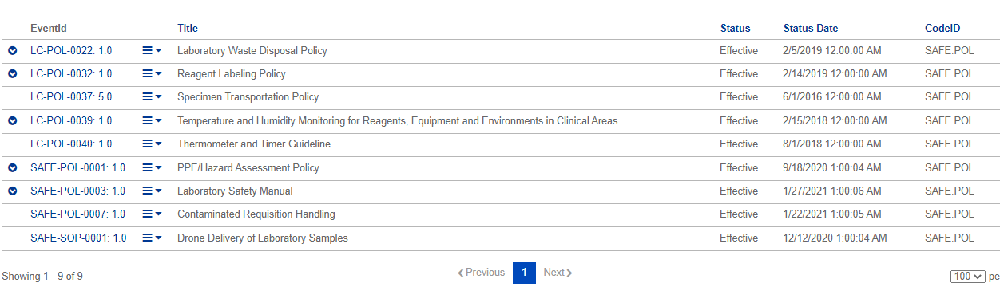 EventId Title Status Status Date CodeID
LC-POL-0022: 1.0 Laboratory Waste Disposal Policy Effective 2/5/2019 12:00:00 AM SAFE.POL
LC-POL-0032: 1.0 Reagent Labeling Policy Effective 2/14/2019 12:00:00 AM SAFE.POL
LC-POL-0037: 5.0 Specimen Transportation Policy Effective 6/1/2016 12:00:00 AM SAFE.POL
LC-POL-0039: 1.0 Temperature and Humidity Monitoring for Reagents, Equipment and Environments in Clinical Areas Effective 2/15/2018 12:00:00 AM SAFE.POL
LC-POL-0040: 1.0 Thermometer and Timer Guideline Effective 8/1/2018 12:00:00 AM SAFE.POL
SAFE-POL-0001: 1.0 PPE/Hazard Assessment Policy Effective 9/18/2020 1:00:04 AM SAFE.POL
SAFE-POL-0003: 1.0 Laboratory Safety Manual Effective 1/27/2021 1:00:06 AM SAFE.POL
SAFE-POL-0007: 1.0 Contaminated Requisition Handling Effective 1/22/2021 1:00:05 AM SAFE.POL
SAFE-SOP-0001: 1.0 Drone Delivery of Laboratory Samples Effective 12/12/2020 1:00:04 AM SAFE.POL
Showing 1 - 9 of 9 Previous 1 Next 100 pe